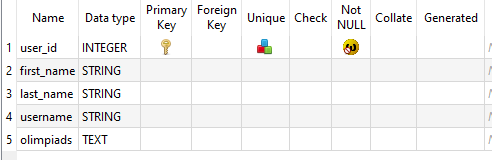 Name Data type Primary Key Foreign Key Unique Check Not NULL Collate Generated
1 user_id INTEGER
2 first_name STRING
3 last_name STRING
4 username STRING
5 olimpiads TEXT